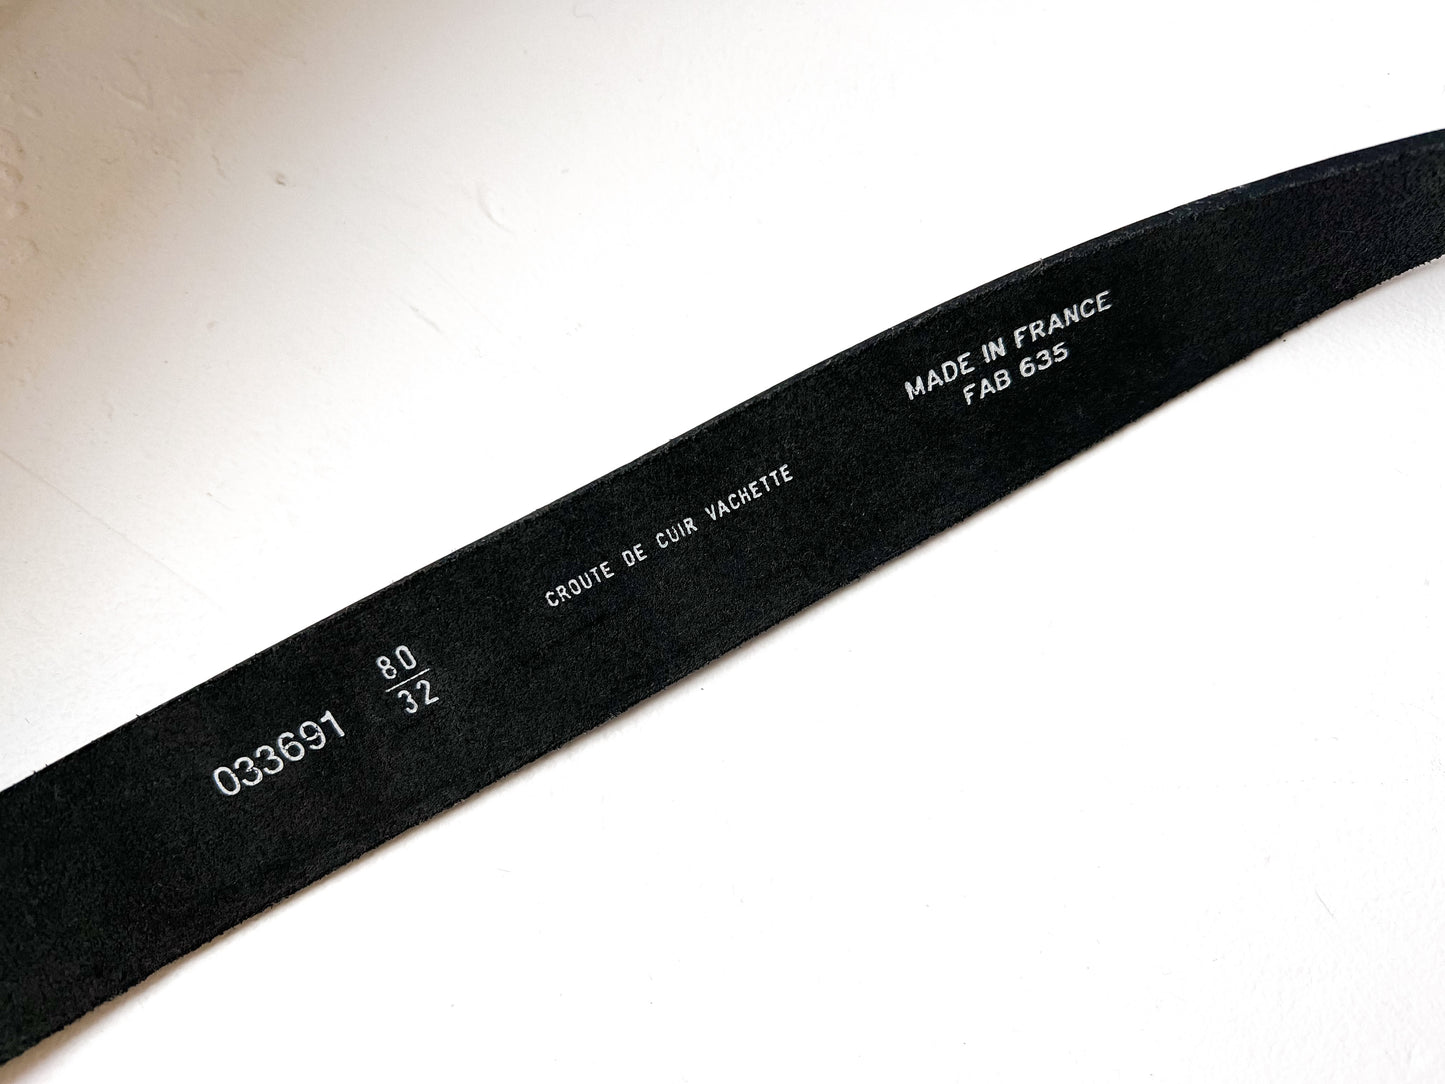 033691
80
32
CROUTE DE CUIR VACHETTE
MADE IN FRANCE
FAB 635